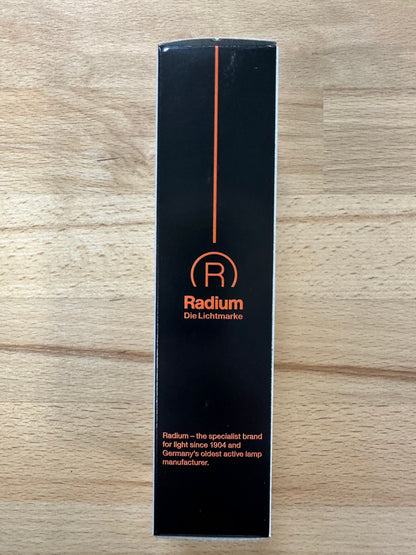 R
Radium
Die Lichtmarke
Radium – the specialist brand
for light since 1904 and
Germany's oldest active lamp
manufacturer.